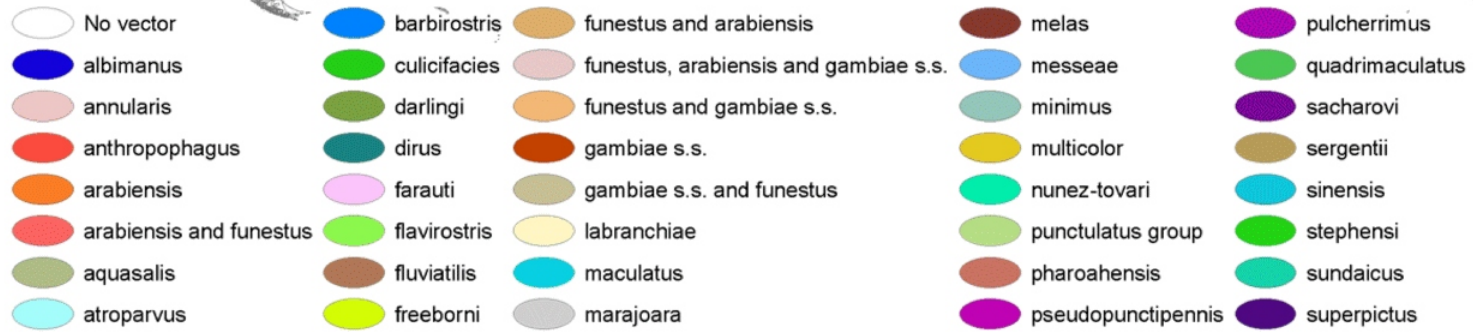 No vector
albimanus
annularis
anthropophagus
arabiensis
arabiensis and funestus
aquasalis
atroparvus
barbirostris
culicifacies
darlingi
dirus
farauti
flavirostris
fluviatilis
freeborni
funestus and arabiensis
funestus, arabiensis and gambiae s.s.
funestus and gambiae s.s.
gambiae s.s.
gambiae s.s. and funestus
labranchiae
maculatus
marajoara
melas
messeae
minimus
multicolor
nunez-tovari
punctulatus group
pharoahensis
pseudopunctipennis
pulcherrimus
quadrimaculatus
sacharovi
sergentii
sinensis
stephensi
sundaicus
superpictus